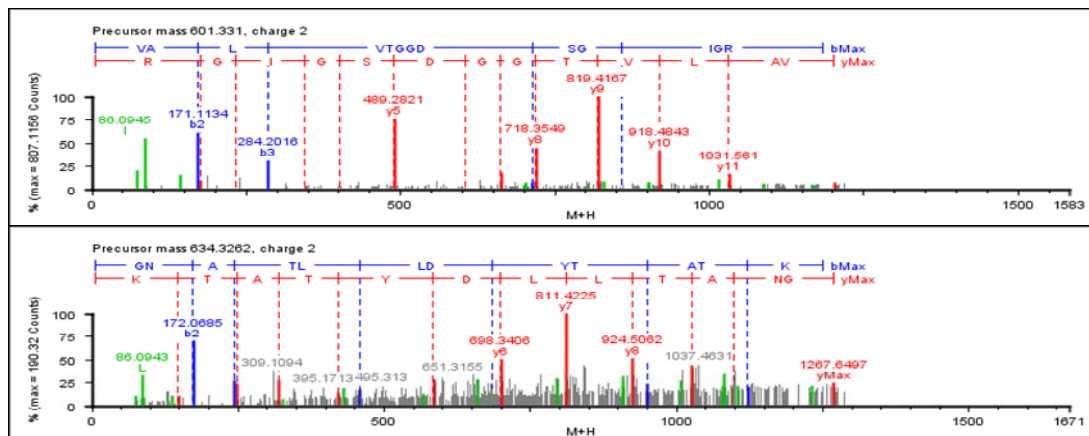 Precursor mass 601.331, charge 2
VA L VTGGD SG IGR bMax
R G I G S D G G T V L AV yMax
% (max = 807.1156 Counts)
100
75
50
25
0
86.0945
I
171.1134
b2
284.2016
b3
489.2821
y5
718.3549
y8
819.4167
y9
918.4843
y10
1031.561
y11
0 500 1000 1500 1583
M+H
Precursor mass 634.3262, charge 2
GN A TL LD YT AT K bMax
K T A T Y D L L T A NG yMax
% (max = 190.32 Counts)
100
75
50
25
0
86.0943
L
172.0685
b2
309.1094
395.1713
495.313
651.3155
698.3406
y6
811.4225
y7
924.5062
y8
1037.4631
1267.6497
yMax
0 500 1000 1500 1671
M+H